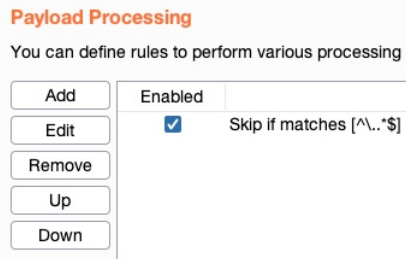 Payload Processing
You can define rules to perform various processing
Add
Enabled
Edit
Skip if matches [^\..*$]
Remove
Up
Down